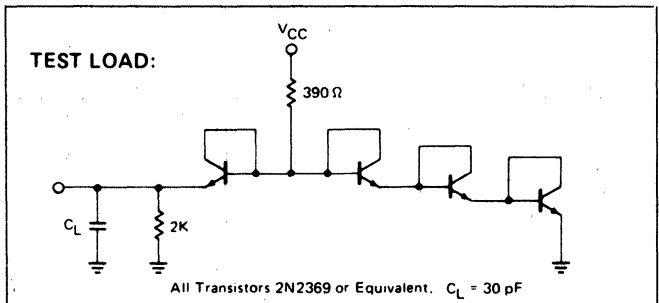 VCC
TEST LOAD:
390 Ω
CL
2K
All Transistors 2N2369 or Equivalent. CL = 30 pF